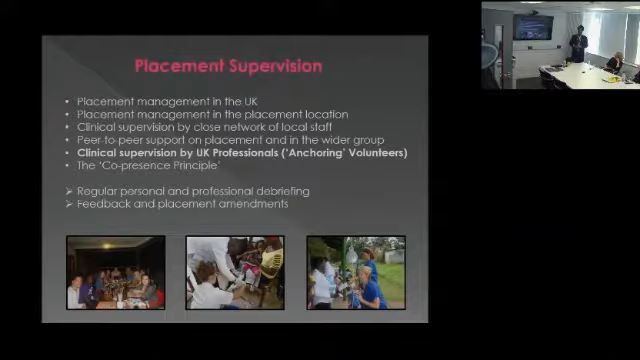 Placement Supervision
• Placement management in the UK
• Placement management in the placement location
• Clinical supervision by close network of local staff
• Peer-to peer support on placement and in the wider group
• Clinical supervision by UK Professionals (‘Anchoring’ Volunteers)
• The ‘Co-presence Principle’
➢ Regular personal and professional debriefing
➢ Feedback and placement amendments